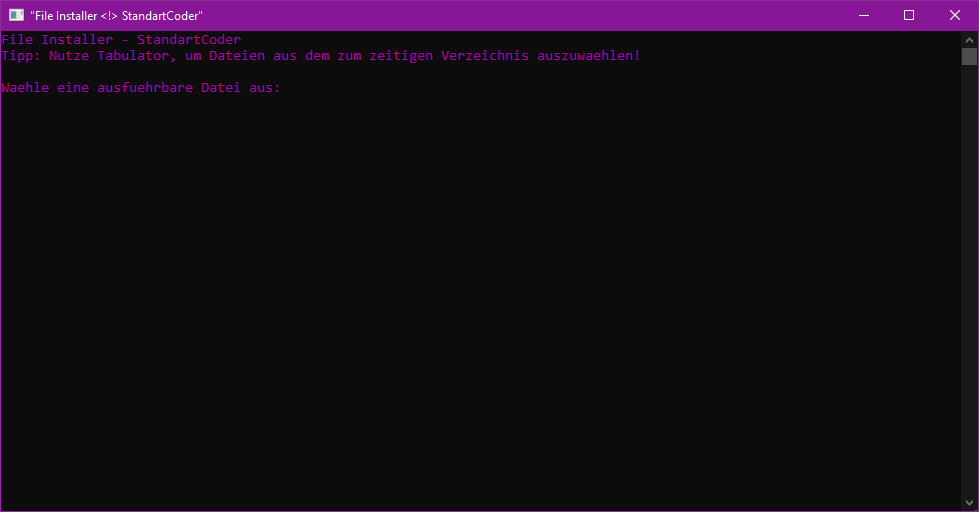 "File Installer <!> StandartCoder"
File Installer - StandartCoder
Tipp: Nutze Tabulator, um Dateien aus dem zum zeitigen Verzeichnis auszuwaehlen!
Waehle eine ausfuehrbare Datei aus: